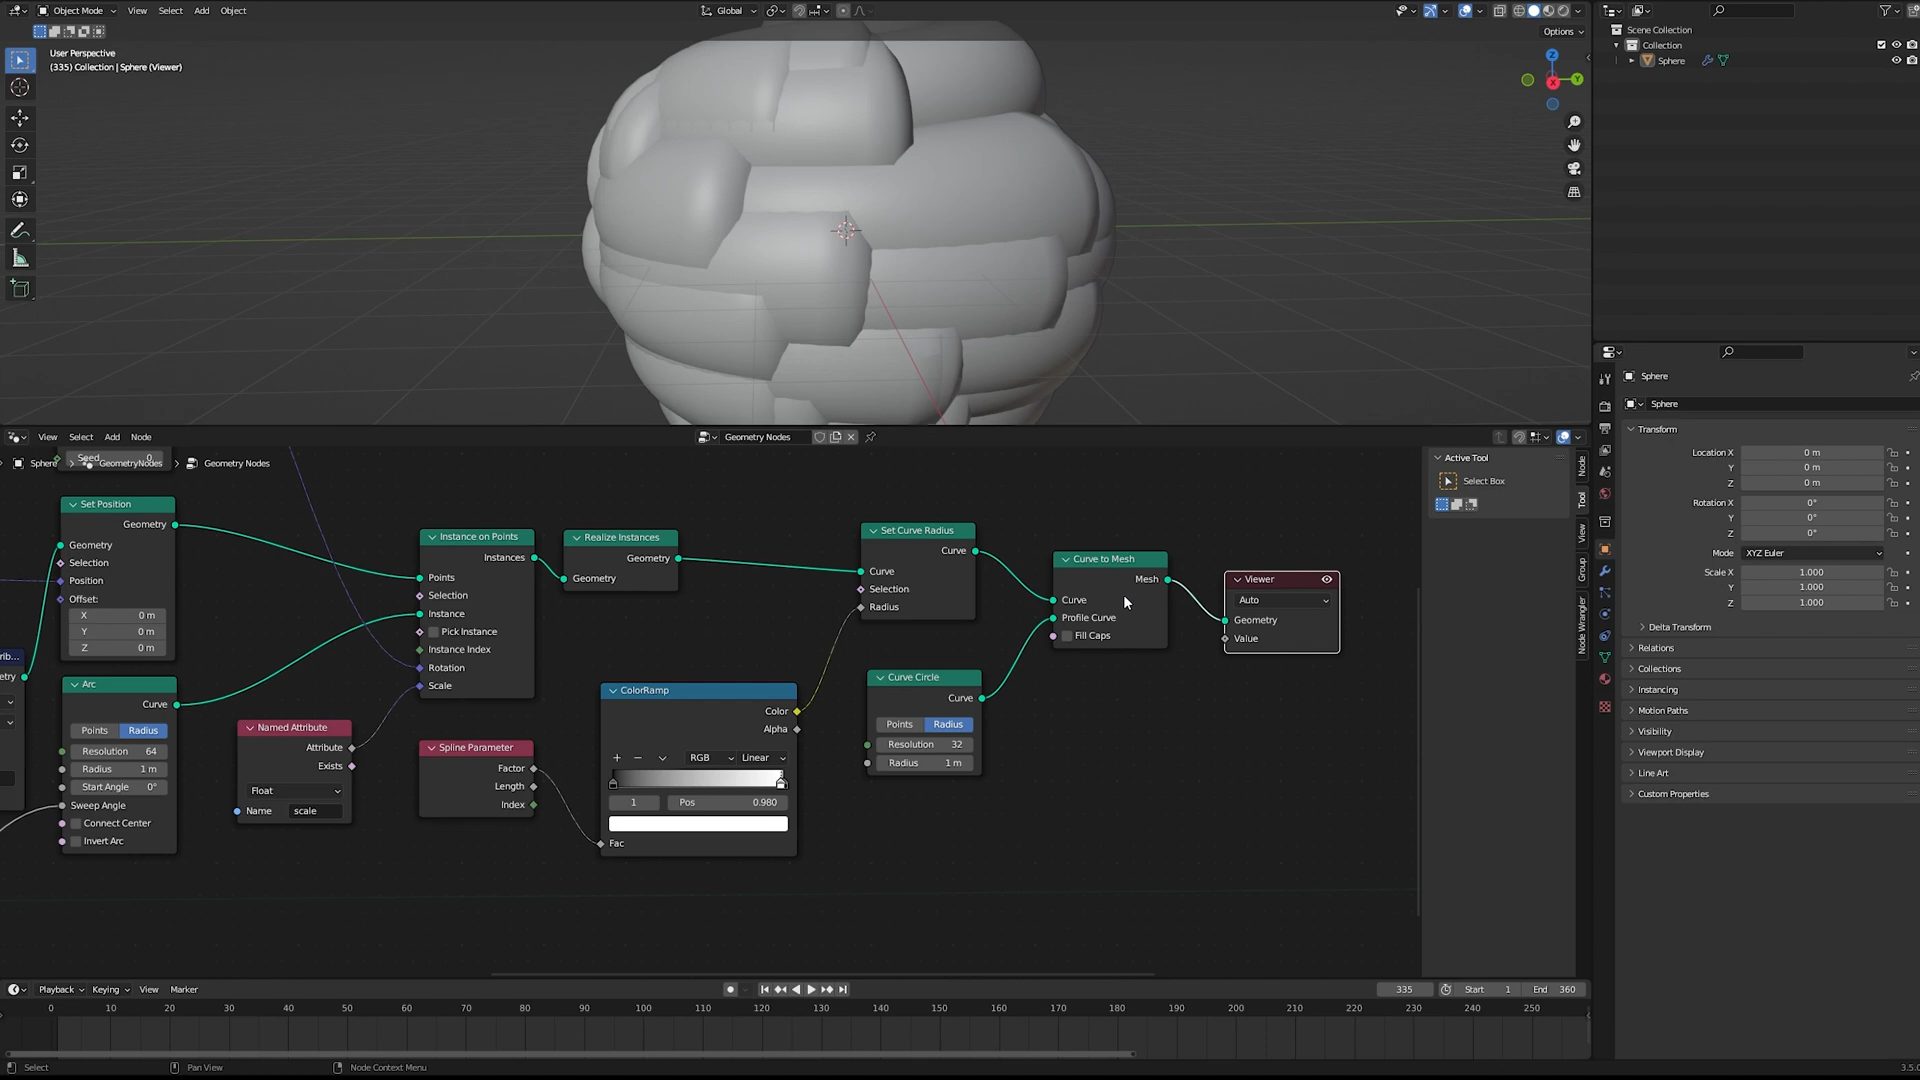 Object Mode View Select Add Object Global
Options
User Perspective
(335) Collection | Sphere (Viewer)
Z
Y
X
Scene Collection
Collection
Sphere
Sphere
Sphere
Transform
Location X 0 m
Y 0 m
Z 0 m
Rotation X 0°
Y 0°
Z 0°
Mode XYZ Euler
Scale X 1.000
Y 1.000
Z 1.000
Delta Transform
Relations
Collections
Instancing
Motion Paths
Visibility
Viewport Display
Line Art
Custom Properties
View Select Add Node Geometry Nodes
Seed 0
Sphere > GeometryNodes > Geometry Nodes
Active Tool
Select Box
Node
Tool
View
Group
Node Wrangler
Set Position
Geometry
Geometry
Selection
Position
Offset:
X 0 m
Y 0 m
Z 0 m
Arc
Curve
Points Radius
Resolution 64
Radius 1 m
Start Angle 0°
Sweep Angle
Connect Center
Invert Arc
Named Attribute
Attribute
Exists
Float
Name scale
Instance on Points
Instances
Points
Selection
Instance
Pick Instance
Instance Index
Rotation
Scale
Spline Parameter
Factor
Length
Index
Realize Instances
Geometry
Geometry
ColorRamp
Color
Alpha
RGB Linear
1 Pos 0.980
Fac
Set Curve Radius
Curve
Curve
Selection
Radius
Curve Circle
Curve
Points Radius
Resolution 32
Radius 1 m
Curve to Mesh
Mesh
Curve
Profile Curve
Fill Caps
Viewer
Auto
Geometry
Value
Playback Keying View Marker 335 Start 1 End 360
0 10 20 30 40 50 60 70 80 90 100 110 120 130 140 150 160 170 180 190 200 210 220 230 240 250
Select Pan View Node Context Menu